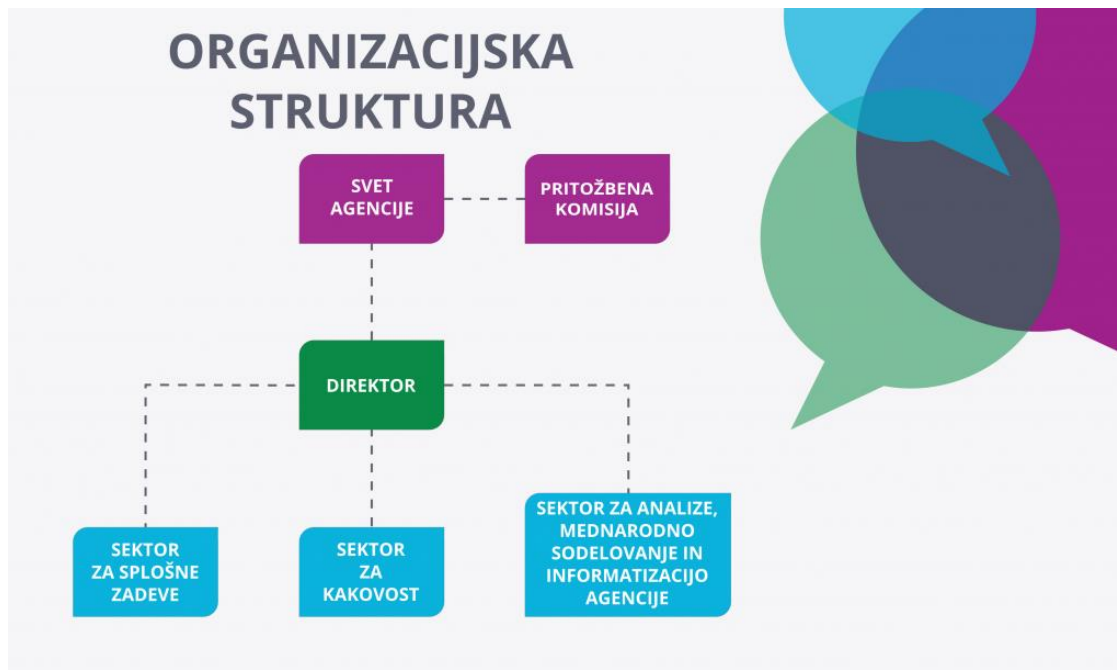 ORGANIZACIJSKA
STRUKTURA
SVET
AGENCIJE
PRITOŽBENA
KOMISIJA
DIREKTOR
SEKTOR
ZA SPLOŠNE
ZADEVE
SEKTOR
ZA
KAKOVOST
SEKTOR ZA ANALIZE,
MEDNARODNO
SODELOVANJE IN
INFORMATIZACIJO
AGENCIJE